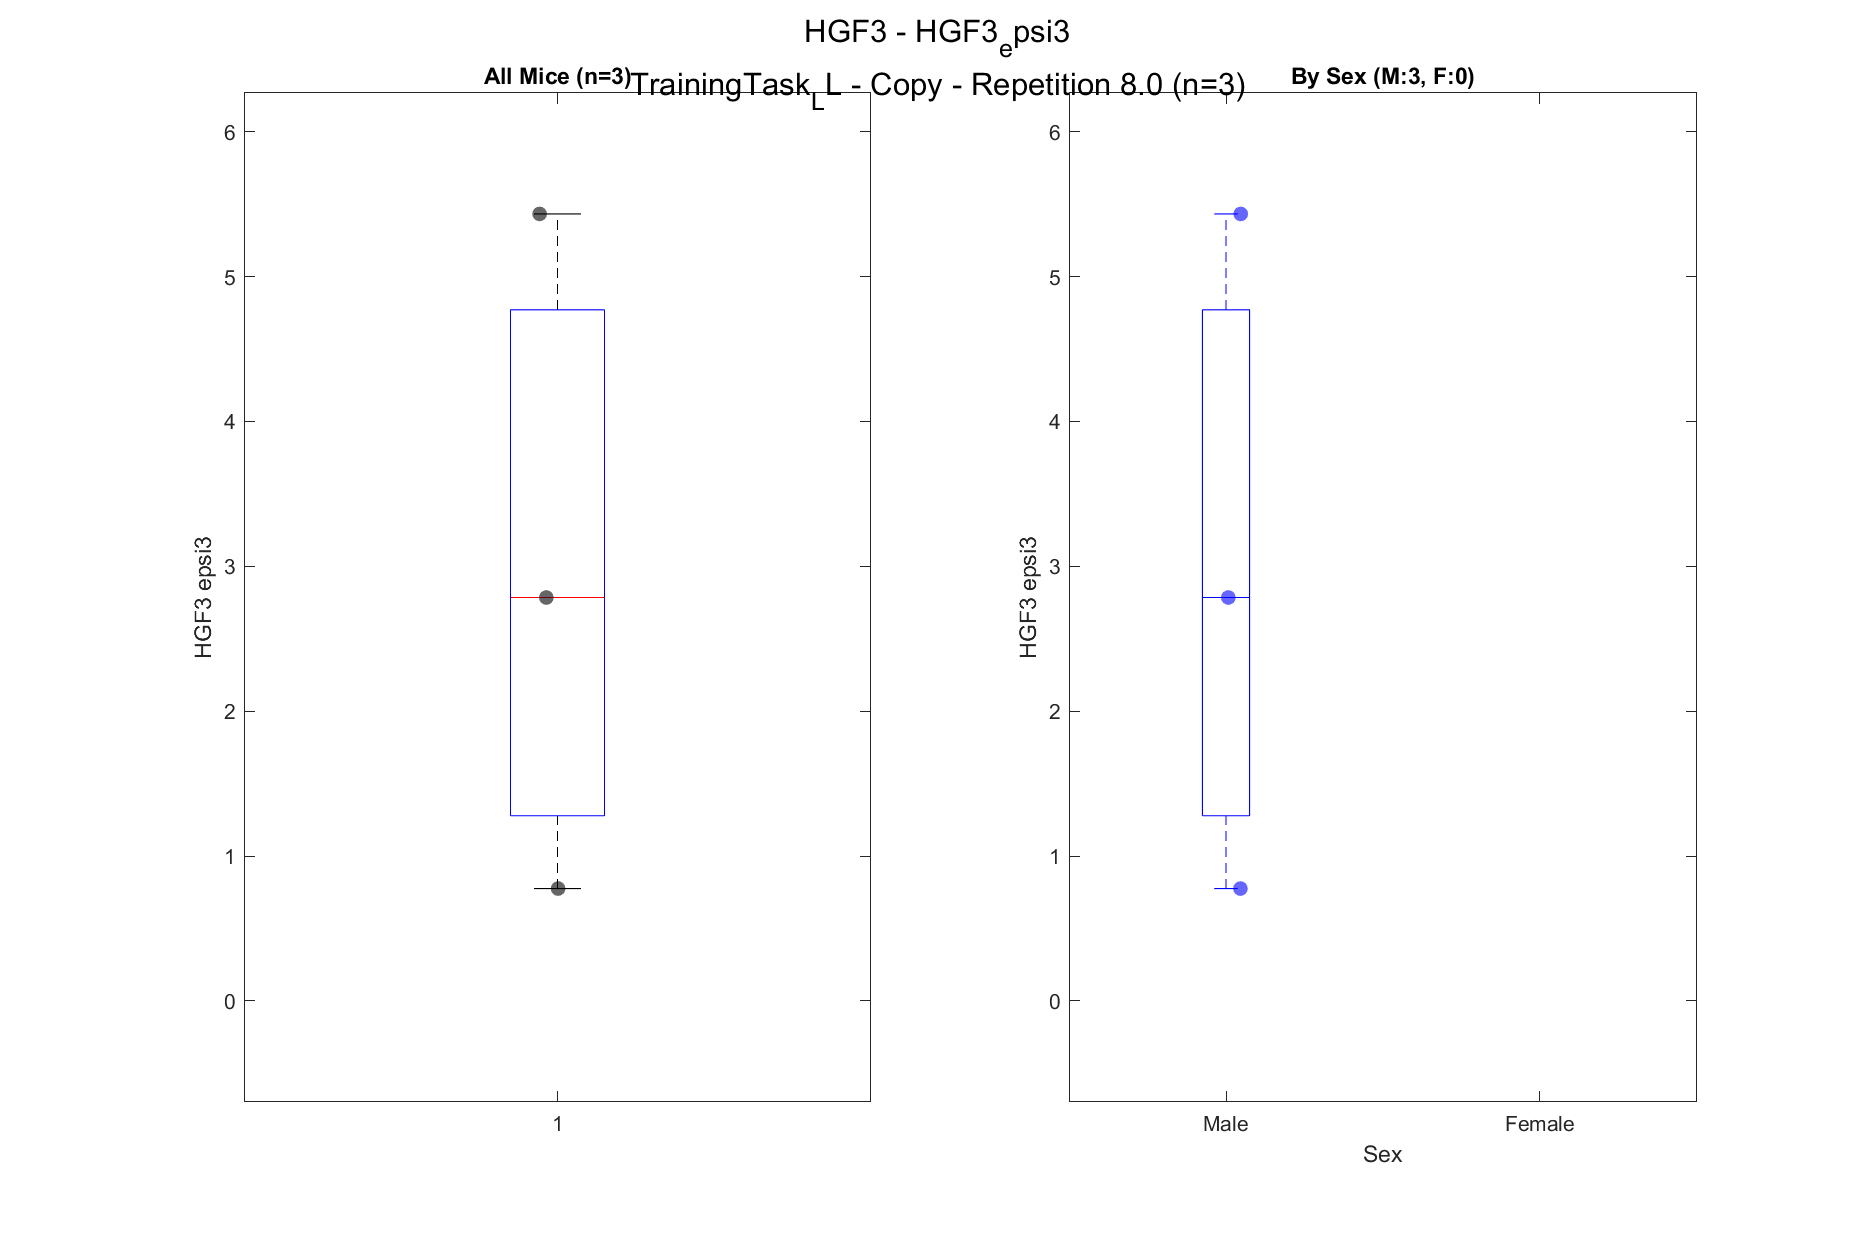 HGF3 - HGF3epsi3
TrainingTaskLL - Copy - Repetition 8.0 (n=3)
All Mice (n=3)
HGF3 epsi3
6
5
4
3
2
1
0
1
By Sex (M:3, F:0)
HGF3 epsi3
6
5
4
3
2
1
0
Male Female
Sex